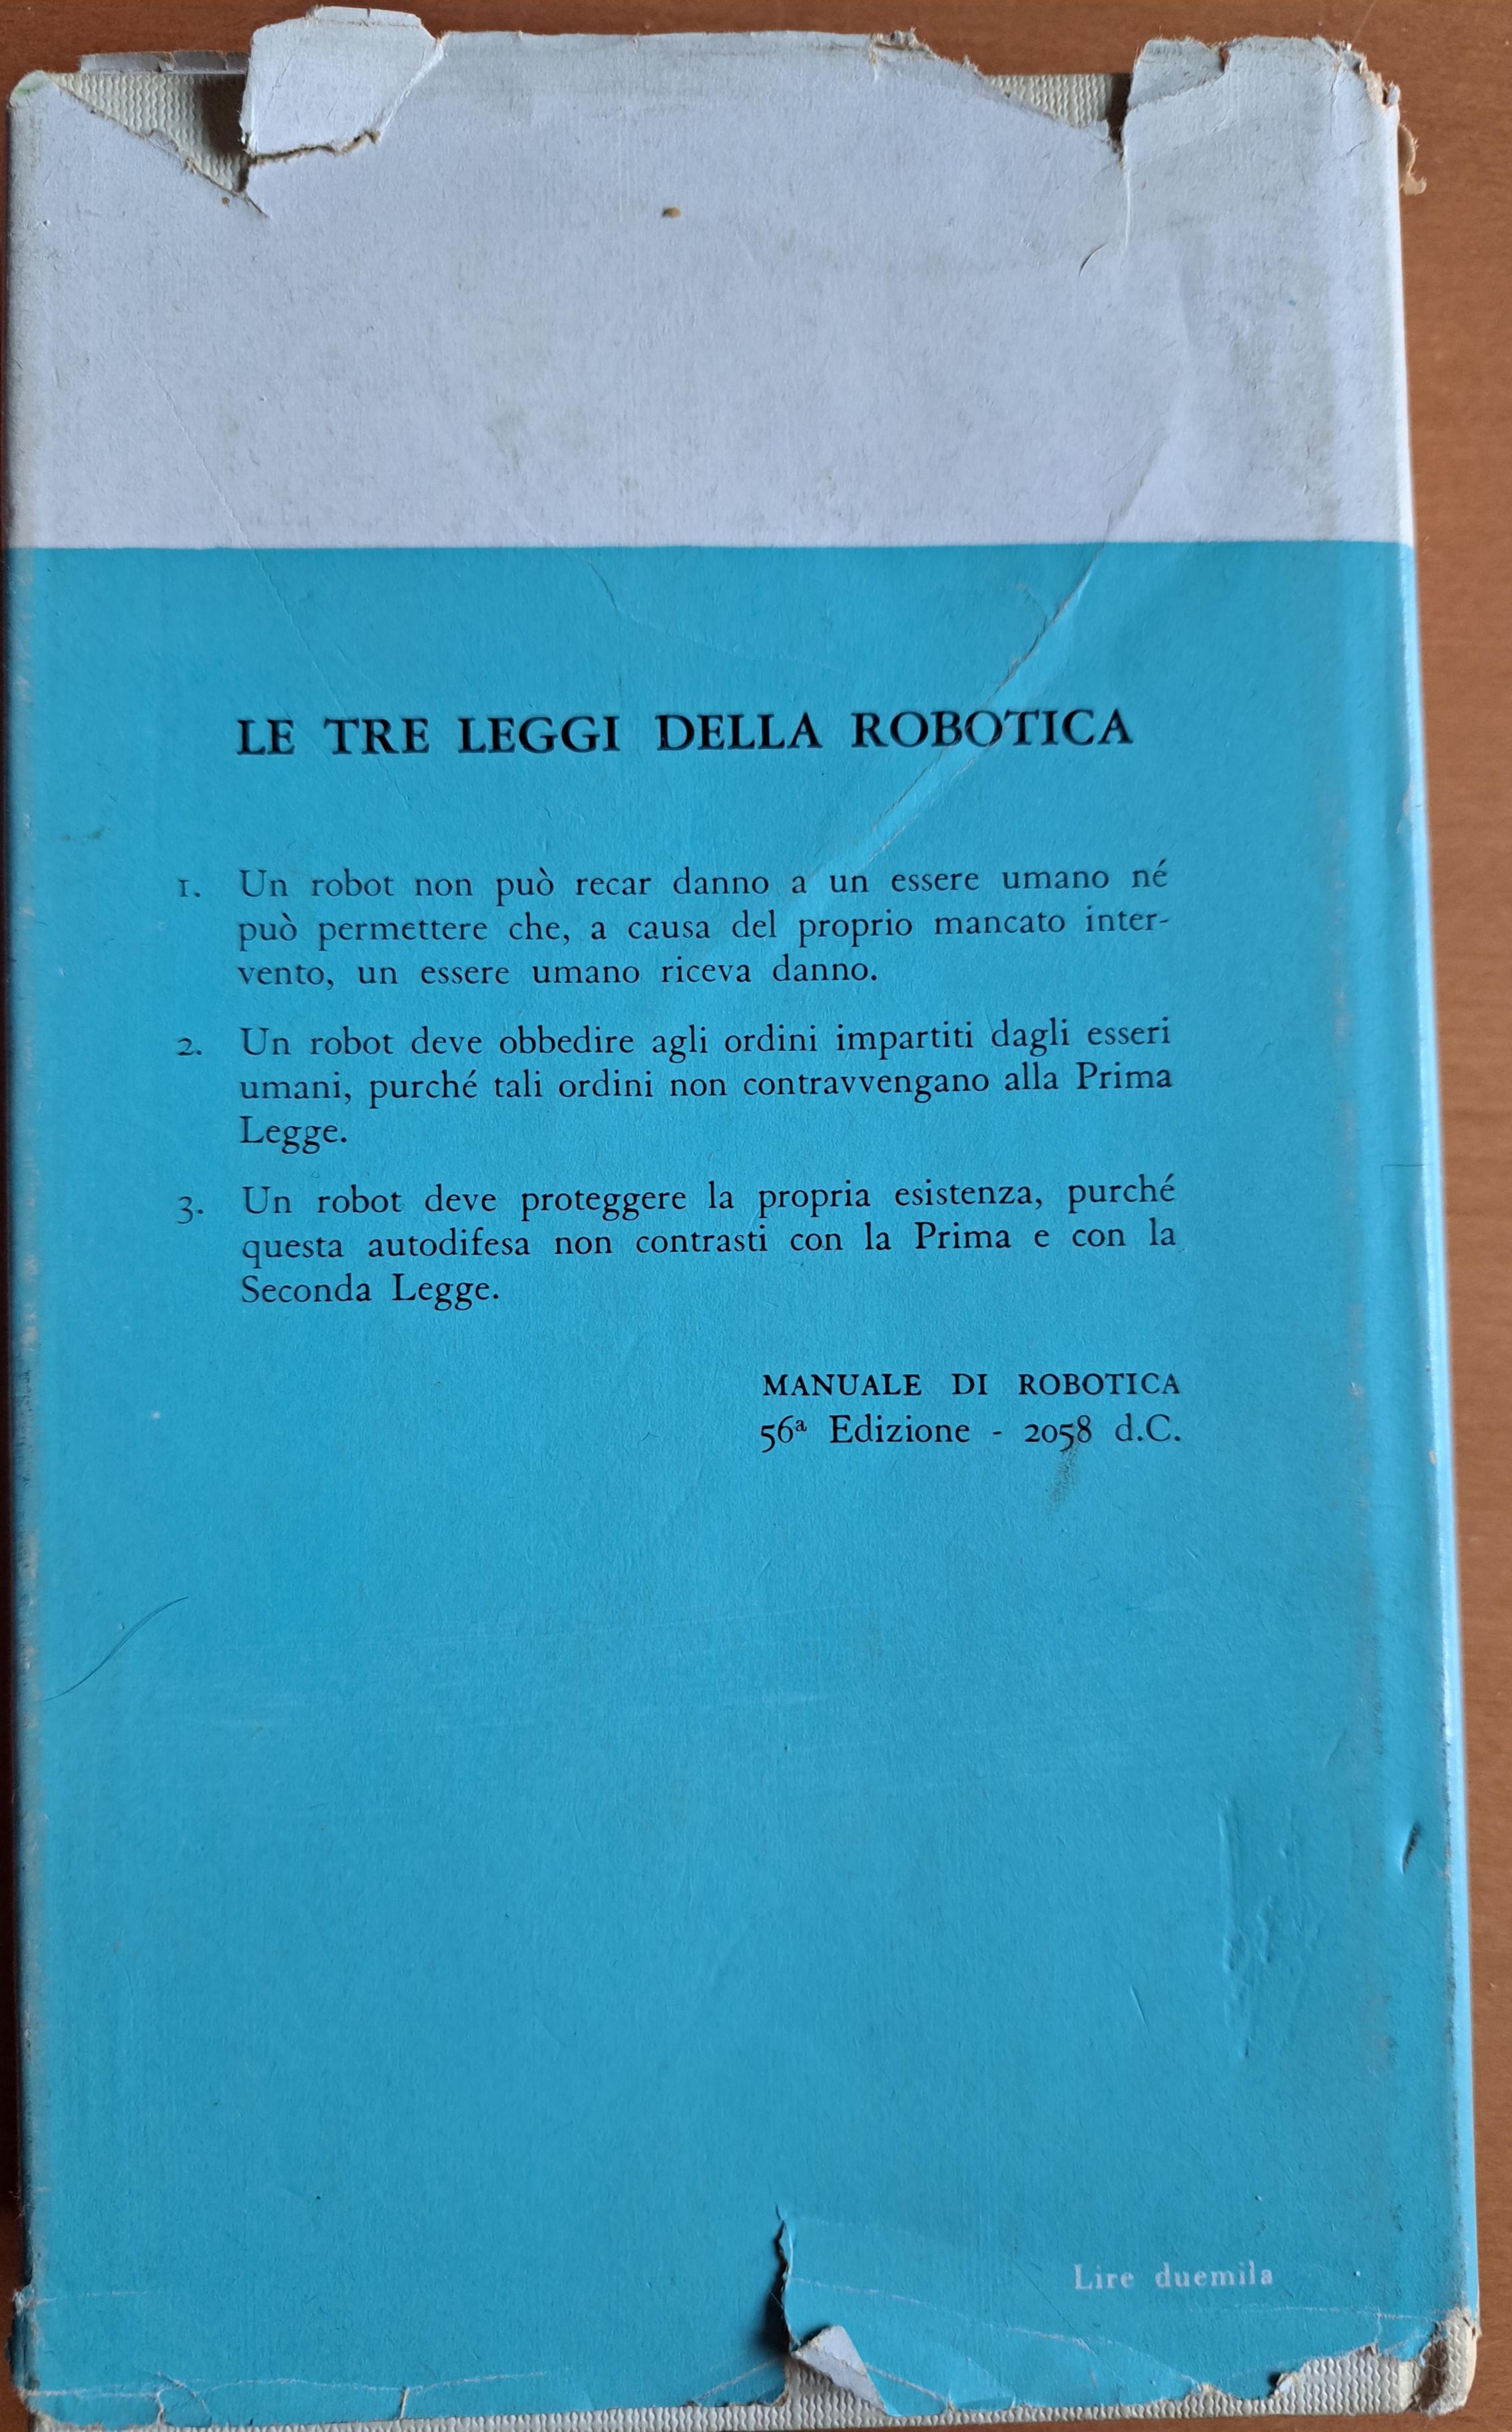 LE TRE LEGGI DELLA ROBOTICA
1. Un robot non può recar danno a un essere umano né
può permettere che, a causa del proprio mancato inter-
vento, un essere umano riceva danno.
2. Un robot deve obbedire agli ordini impartiti dagli esseri
umani, purché tali ordini non contravvengano alla Prima
Legge.
3. Un robot deve proteggere la propria esistenza, purché
questa autodifesa non contrasti con la Prima e con la
Seconda Legge.
MANUALE DI ROBOTICA
56ª Edizione - 2058 d.C.
Lire duemila